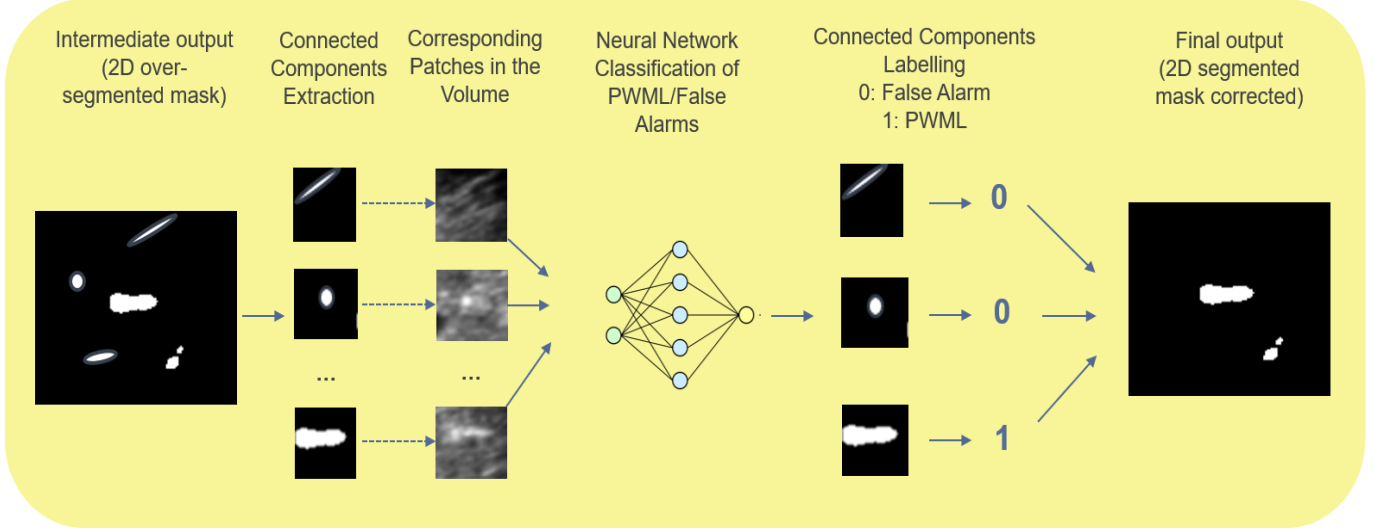 Intermediate output
(2D over-
segmented mask)
Connected
Components
Extraction
Corresponding
Patches in the
Volume
Neural Network
Classification of
PWML/False
Alarms
Connected Components
Labelling
0: False Alarm
1: PWML
Final output
(2D segmented
mask corrected)
0
0
... ...
1